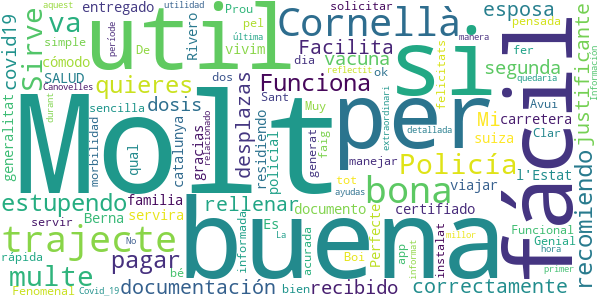 Molt
buena
fácil
per
util
si
Cornellà
trajecte
bona
multe
Policía
estupendo
quieres
pagar
Sirve
va
Funciona
Facilita
esposa
vacuna
segunda
Mi
recomiendo
justificante
correctamente
documentación
recibido
rellenar
desplazas
dosis
covid19
entregado
Prou
solicitar
pensada
aquest
utilidad
De
pel
última
manera
simple
cómodo
Rivero
vivim
dia
ok
fer
quedaria
Información
generalitat
SALUD
Canovelles
període
dos
reflectit
felicitats
Avui
hora
primer
durant
sencilla
morbilidad
qual
catalunya
gracias
relacionado
Sant
Muy
faig
residiendo
policial
generat
tot
ayudas
extraordinari
manejar
suiza
carretera
detallada
Clar
l'Estat
viajar
certificado
familia
servir
servira
Berna
documento
Perfecte
app
informat
instalat
millor
Funcional
Genial
No
informada
Es
La
acurada
Boi
rápida
Fenomenal
Covid_19
bé
bien